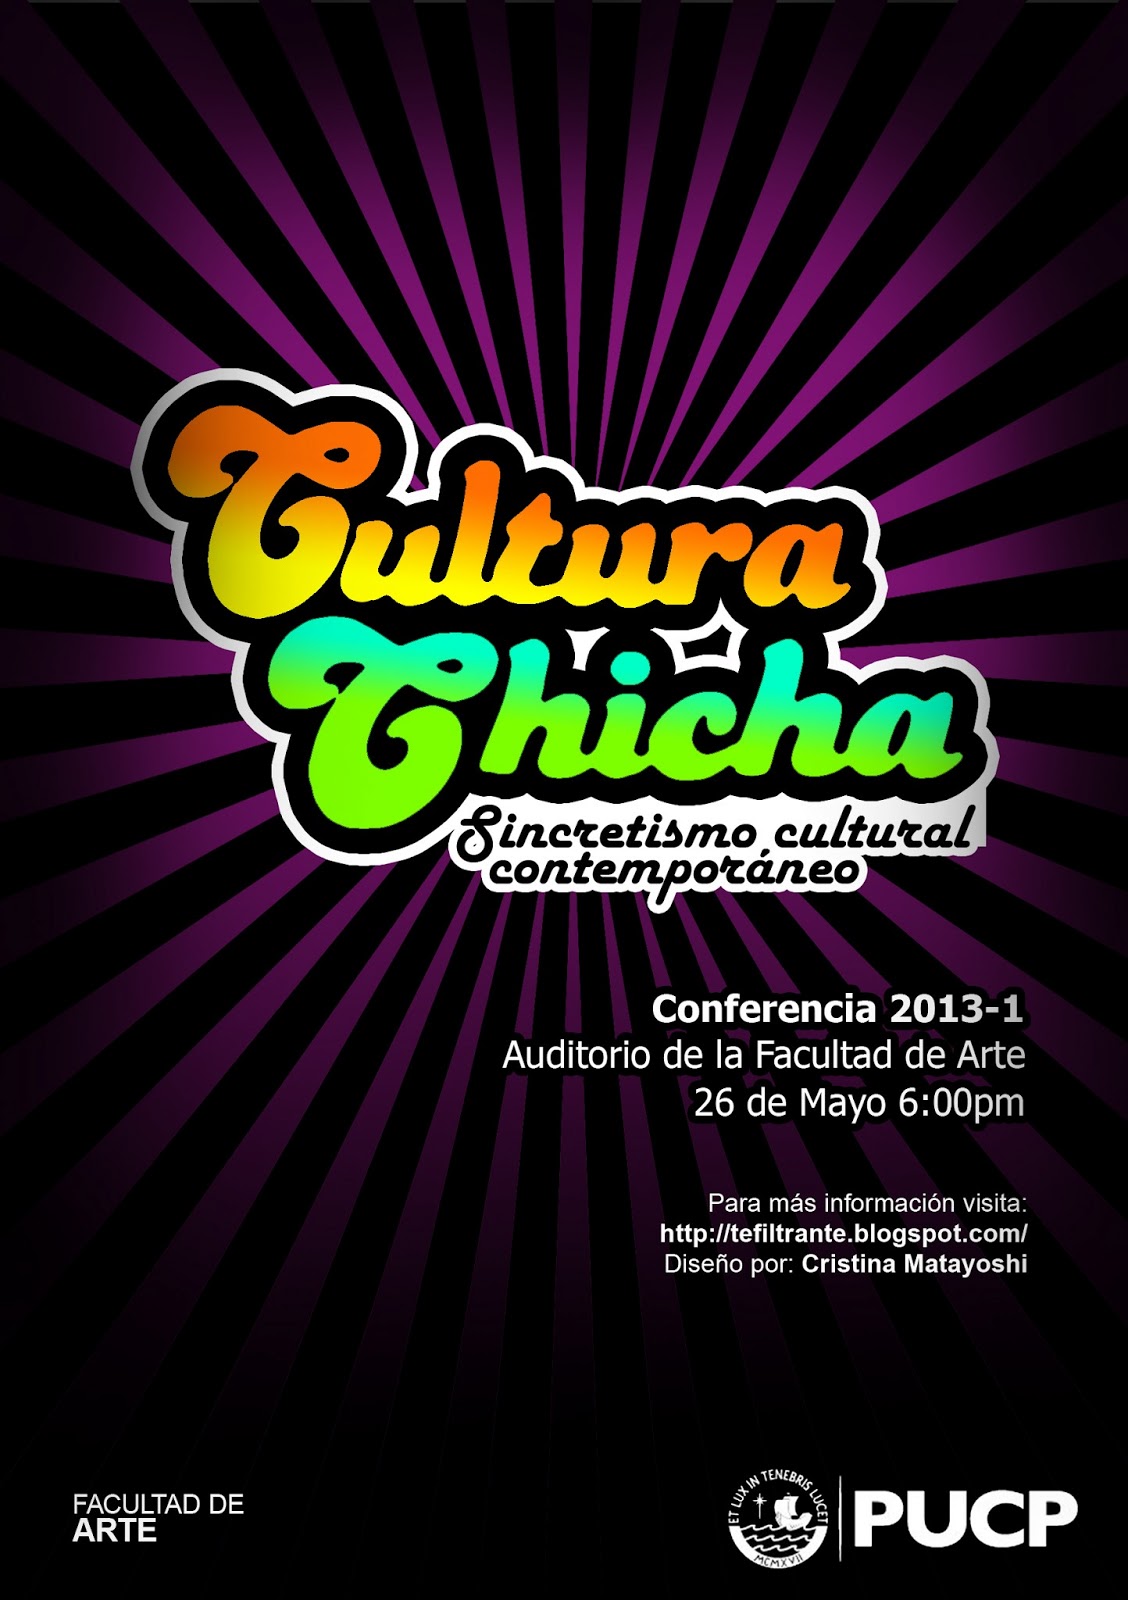 Cultura
Chicha
Sincretismo cultural
contemporáneo
Conferencia 2013-1
Auditorio de la Facultad de Arte
26 de Mayo 6:00pm
Para más información visita:
http://tefiltrante.blogspot.com/
Diseño por: Cristina Matayoshi
FACULTAD DE
ARTE
ET LUX IN TENEBRIS LUCET
MCMXVII
PUCP